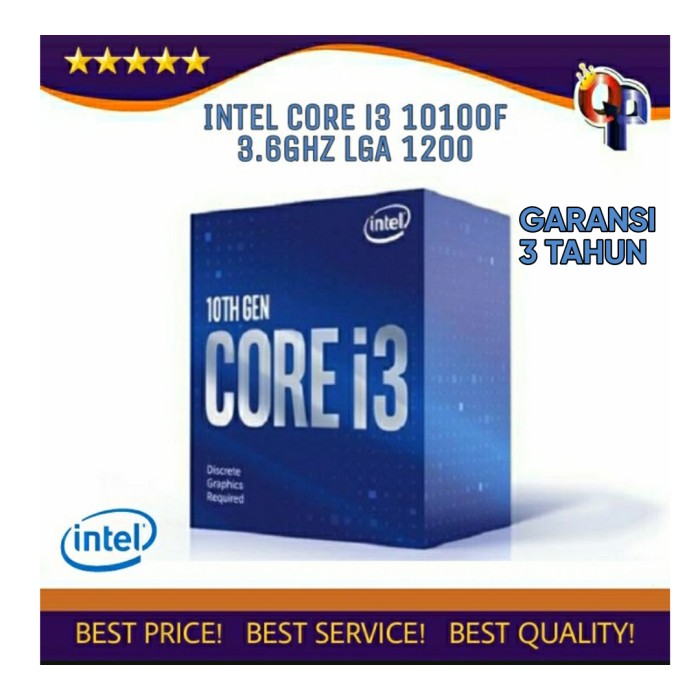 QP
INTEL CORE I3 10100F
3.6GHZ LGA 1200
GARANSI
3 TAHUN
intel
10TH GEN
CORE i3
Discrete
Graphics
Required
intel
BEST PRICE! BEST SERVICE! BEST QUALITY!